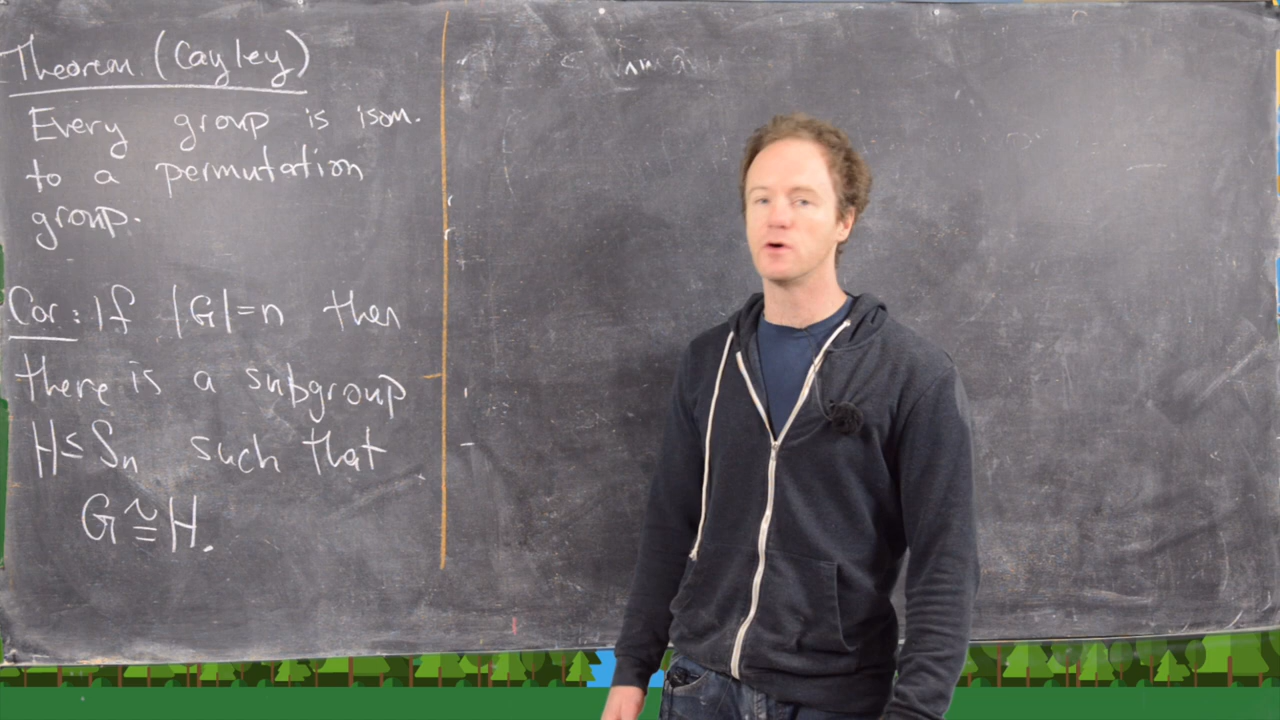 Theorem (Cayley)
Every group is isom.
to a permutation
group.
Cor: If |G|=n then
there is a subgroup
H≤Sn such that
G≅H.